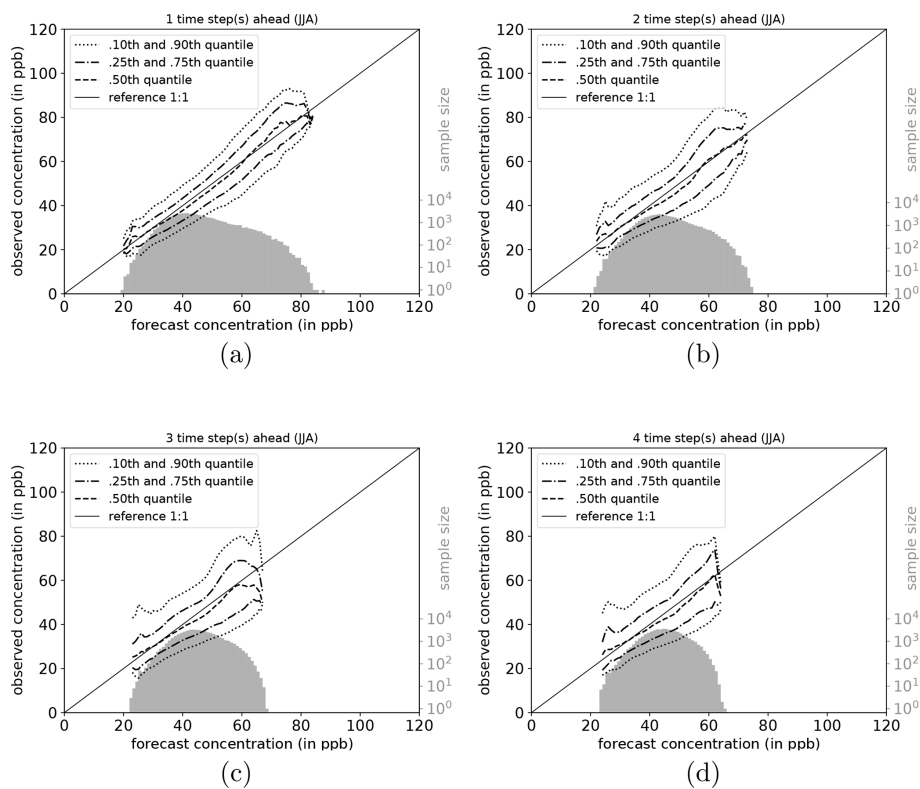 1 time step(s) ahead (JJA)
120
100
80
60
40
20
0
observed concentration (in ppb)
.10th and .90th quantile
.25th and .75th quantile
.50th quantile
reference 1:1
sample size
10^4
10^3
10^2
10^1
10^0
0 20 40 60 80 100 120
forecast concentration (in ppb)
(a)
2 time step(s) ahead (JJA)
120
100
80
60
40
20
0
observed concentration (in ppb)
.10th and .90th quantile
.25th and .75th quantile
.50th quantile
reference 1:1
sample size
10^4
10^3
10^2
10^1
10^0
0 20 40 60 80 100 120
forecast concentration (in ppb)
(b)
3 time step(s) ahead (JJA)
120
100
80
60
40
20
0
observed concentration (in ppb)
.10th and .90th quantile
.25th and .75th quantile
.50th quantile
reference 1:1
sample size
10^4
10^3
10^2
10^1
10^0
0 20 40 60 80 100 120
forecast concentration (in ppb)
(c)
4 time step(s) ahead (JJA)
120
100
80
60
40
20
0
observed concentration (in ppb)
.10th and .90th quantile
.25th and .75th quantile
.50th quantile
reference 1:1
sample size
10^4
10^3
10^2
10^1
10^0
0 20 40 60 80 100 120
forecast concentration (in ppb)
(d)